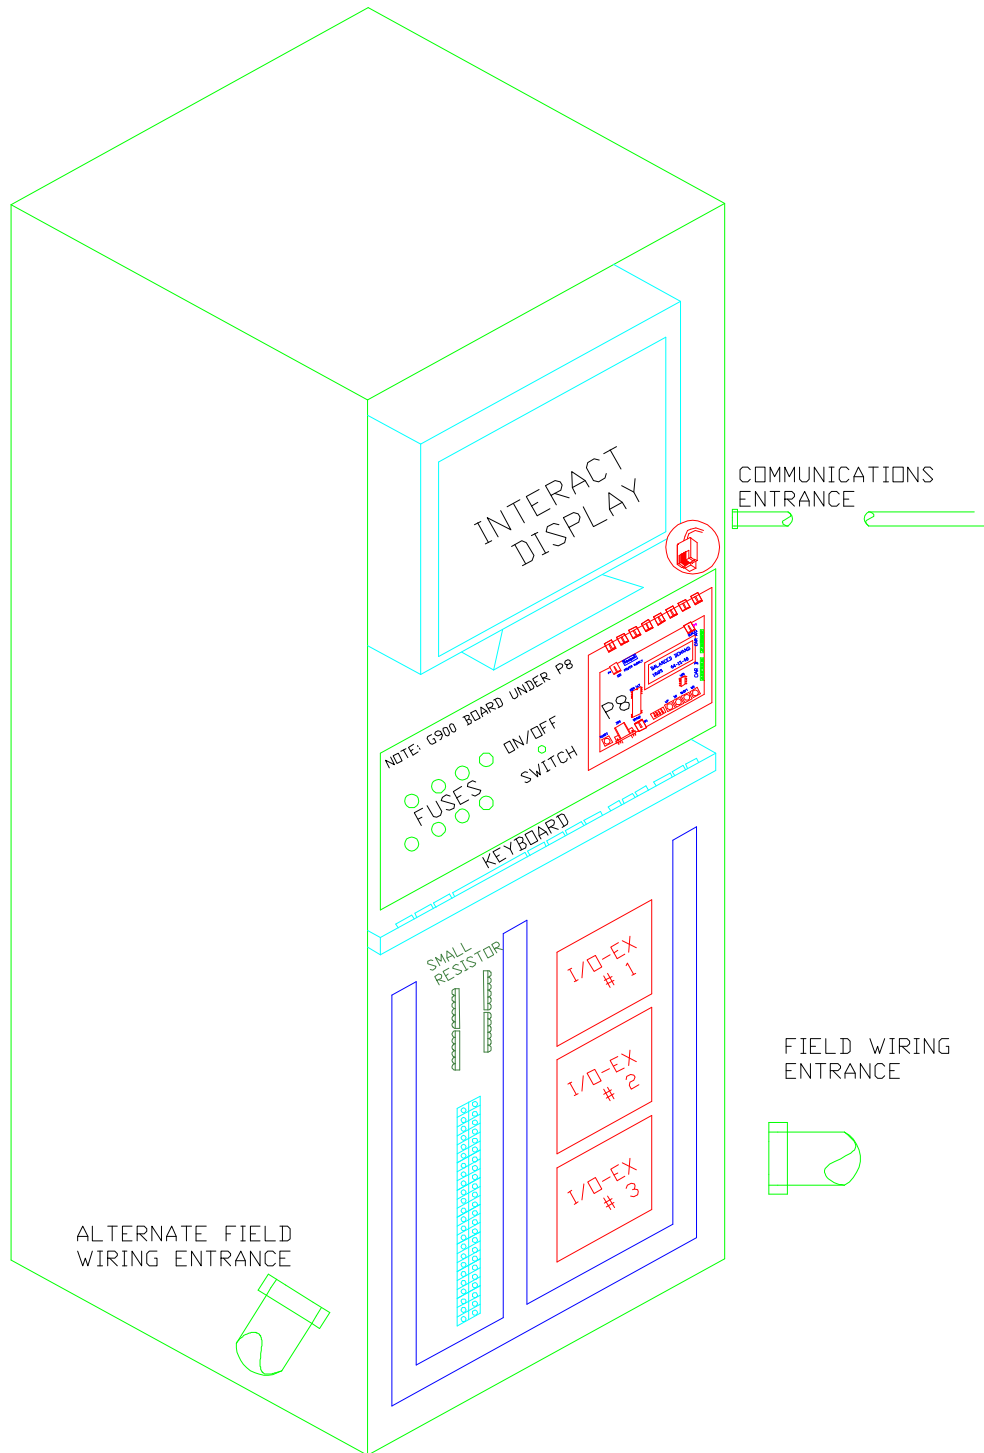 INTERACT
DISPLAY
COMMUNICATIONS
ENTRANCE
NOTE: G900 BOARD UNDER P8
P8
ON/OFF
SWITCH
FUSES
KEYBOARD
SMALL
RESISTOR
I/O-EX
# 1
I/O-EX
# 2
I/O-EX
# 3
FIELD WIRING
ENTRANCE
ALTERNATE FIELD
WIRING ENTRANCE